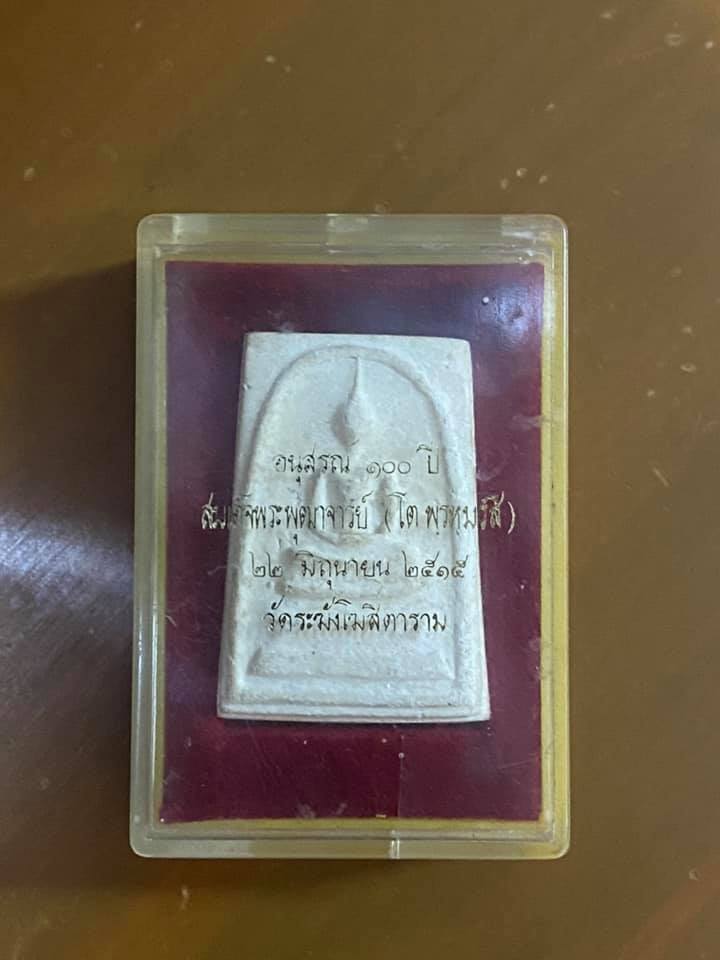 อนุสรณ ๑๐๐ ปี
สมเด็จพระพุฒาจารย์ (โต พฺรหฺมรํสี)
๒๒ มิถุนายน ๒๕๑๕
วัดระฆังโฆสิตาราม